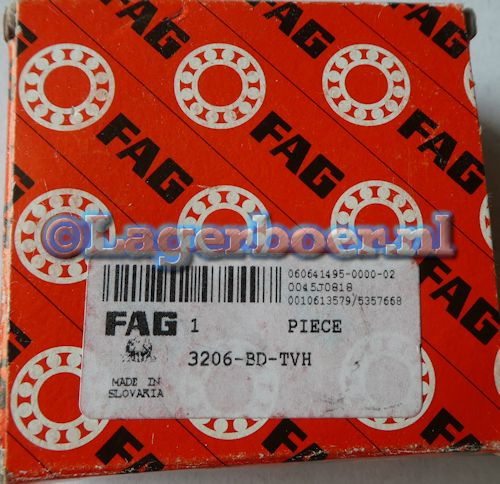 FAG
FAG
FAG
FAG
FAG
©Lagerboer.nl
060641495-0000-02
0045J0818
0010613579/5357668
FAG 1 PIECE
3206-BD-TVH
MADE IN
SLOVAKIA
FAG
FAG